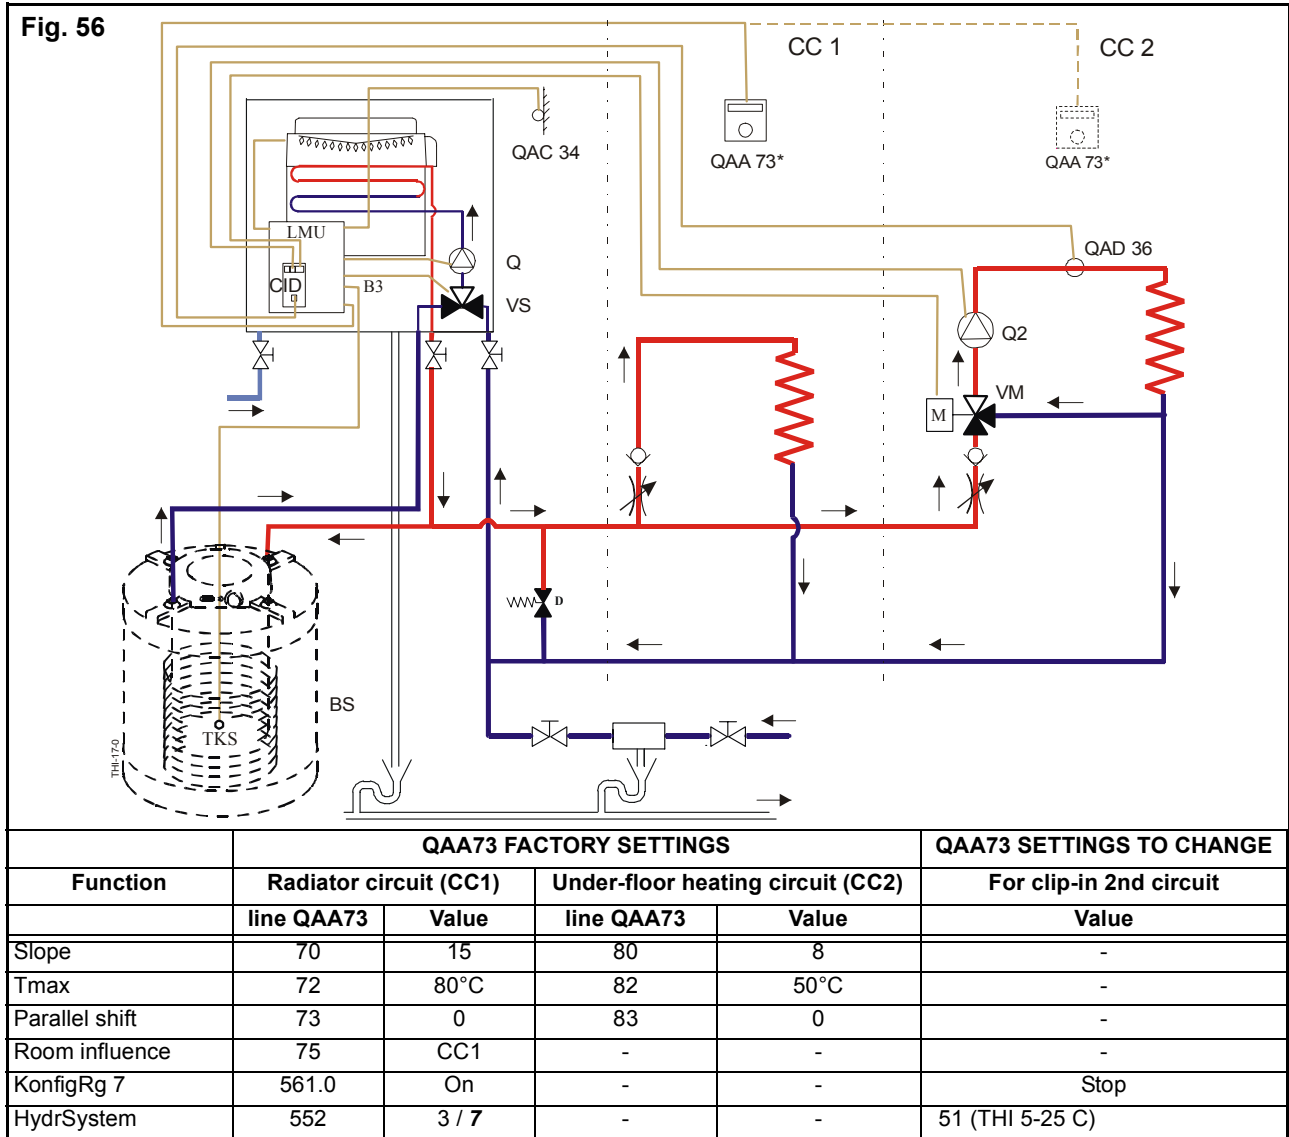 Fig. 56
CC 1
CC 2
QAC 34
QAA 73*
QAA 73*
LMU
QAD 36
CID
B3
Q
VS
Q2
VM
M
D
BS
TKS
THI-17-0
QAA73 FACTORY SETTINGS QAA73 SETTINGS TO CHANGE
Function Radiator circuit (CC1) Under-floor heating circuit (CC2) For clip-in 2nd circuit
line QAA73 Value line QAA73 Value Value
Slope 70 15 80 8 -
Tmax 72 80°C 82 50°C -
Parallel shift 73 0 83 0 -
Room influence 75 CC1 - - -
KonfigRg 7 561.0 On - - Stop
HydrSystem 552 3 / 7 - - 51 (THI 5-25 C)